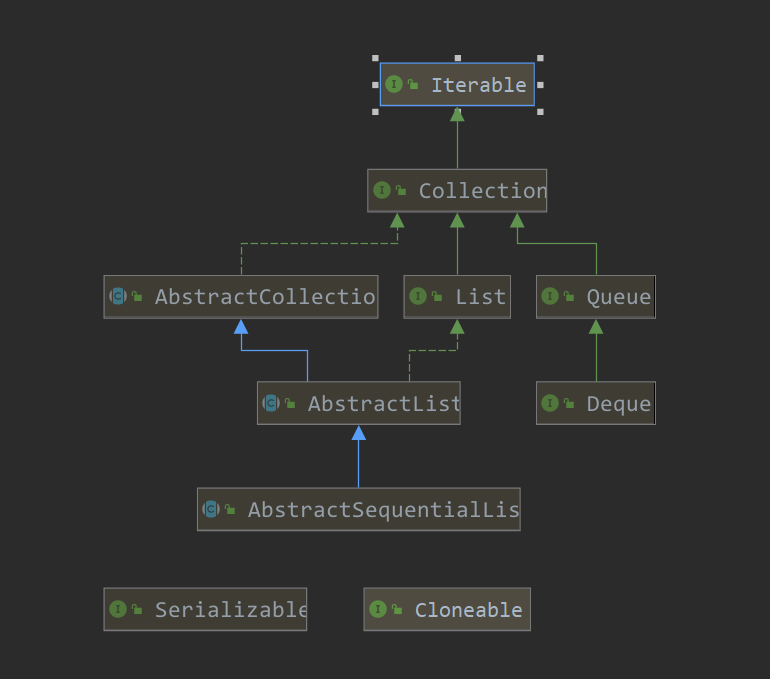 Iterable
Collection
AbstractCollectio
List
Queue
AbstractList
Deque
AbstractSequentialLis
Serializable
Cloneable